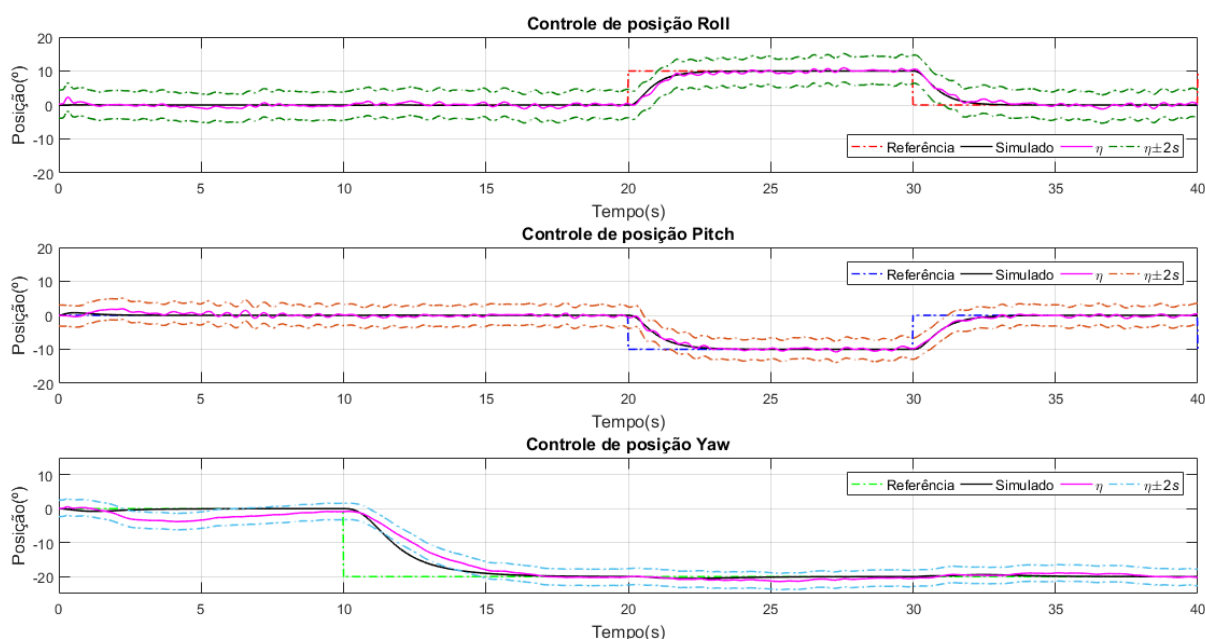 Controle de posição Roll
Posição(º)
20
10
0
-10
-20
Referência Simulado η η±2s
0 5 10 15 20 25 30 35 40
Tempo(s)
Controle de posição Pitch
Posição(º)
20
10
0
-10
-20
Referência Simulado η η±2s
0 5 10 15 20 25 30 35 40
Tempo(s)
Controle de posição Yaw
Posição(º)
10
0
-10
-20
Referência Simulado η η±2s
0 5 10 15 20 25 30 35 40
Tempo(s)